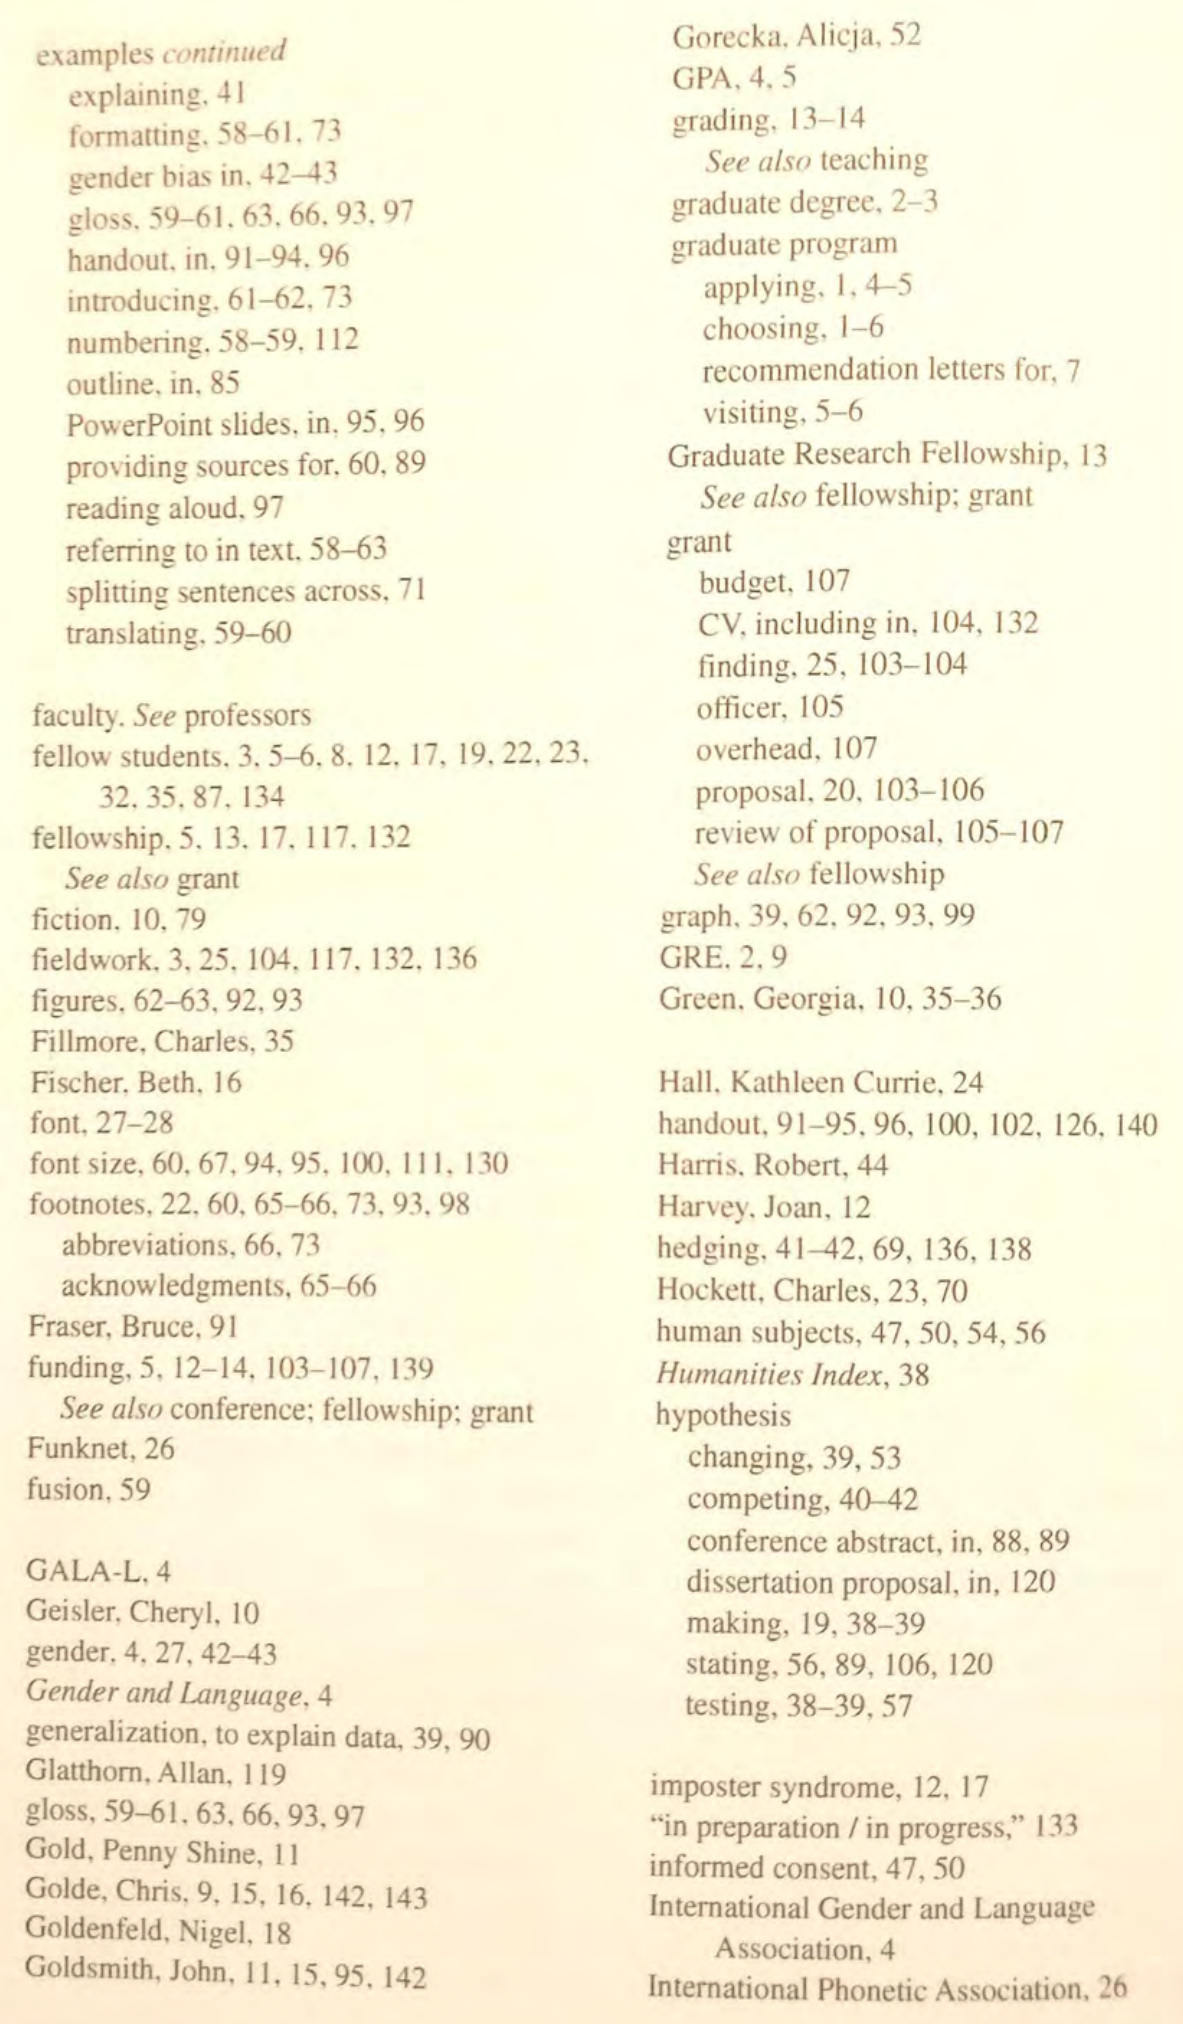 examples continued
explaining, 41
formatting, 58–61, 73
gender bias in, 42–43
gloss, 59–61, 63, 66, 93, 97
handout, in, 91–94, 96
introducing, 61–62, 73
numbering, 58–59, 112
outline, in, 85
PowerPoint slides, in, 95, 96
providing sources for, 60, 89
reading aloud, 97
referring to in text, 58–63
splitting sentences across, 71
translating, 59–60
faculty. See professors
fellow students, 3, 5–6, 8, 12, 17, 19, 22, 23,
32, 35, 87, 134
fellowship, 5, 13, 17, 117, 132
See also grant
fiction, 10, 79
fieldwork, 3, 25, 104, 117, 132, 136
figures, 62–63, 92, 93
Fillmore, Charles, 35
Fischer, Beth, 16
font, 27–28
font size, 60, 67, 94, 95, 100, 111, 130
footnotes, 22, 60, 65–66, 73, 93, 98
abbreviations, 66, 73
acknowledgments, 65–66
Fraser, Bruce, 91
funding, 5, 12–14, 103–107, 139
See also conference; fellowship; grant
Funknet, 26
fusion, 59
GALA-L, 4
Geisler, Cheryl, 10
gender, 4, 27, 42–43
Gender and Language, 4
generalization, to explain data, 39, 90
Glatthorn, Allan, 119
gloss, 59–61, 63, 66, 93, 97
Gold, Penny Shine, 11
Golde, Chris, 9, 15, 16, 142, 143
Goldenfeld, Nigel, 18
Goldsmith, John, 11, 15, 95, 142
Gorecka, Alicja, 52
GPA, 4, 5
grading, 13–14
See also teaching
graduate degree, 2–3
graduate program
applying, 1, 4–5
choosing, 1–6
recommendation letters for, 7
visiting, 5–6
Graduate Research Fellowship, 13
See also fellowship; grant
grant
budget, 107
CV, including in, 104, 132
finding, 25, 103–104
officer, 105
overhead, 107
proposal, 20, 103–106
review of proposal, 105–107
See also fellowship
graph, 39, 62, 92, 93, 99
GRE, 2, 9
Green, Georgia, 10, 35–36
Hall, Kathleen Currie, 24
handout, 91–95, 96, 100, 102, 126, 140
Harris, Robert, 44
Harvey, Joan, 12
hedging, 41–42, 69, 136, 138
Hockett, Charles, 23, 70
human subjects, 47, 50, 54, 56
Humanities Index, 38
hypothesis
changing, 39, 53
competing, 40–42
conference abstract, in, 88, 89
dissertation proposal, in, 120
making, 19, 38–39
stating, 56, 89, 106, 120
testing, 38–39, 57
imposter syndrome, 12, 17
“in preparation / in progress,” 133
informed consent, 47, 50
International Gender and Language
Association, 4
International Phonetic Association, 26